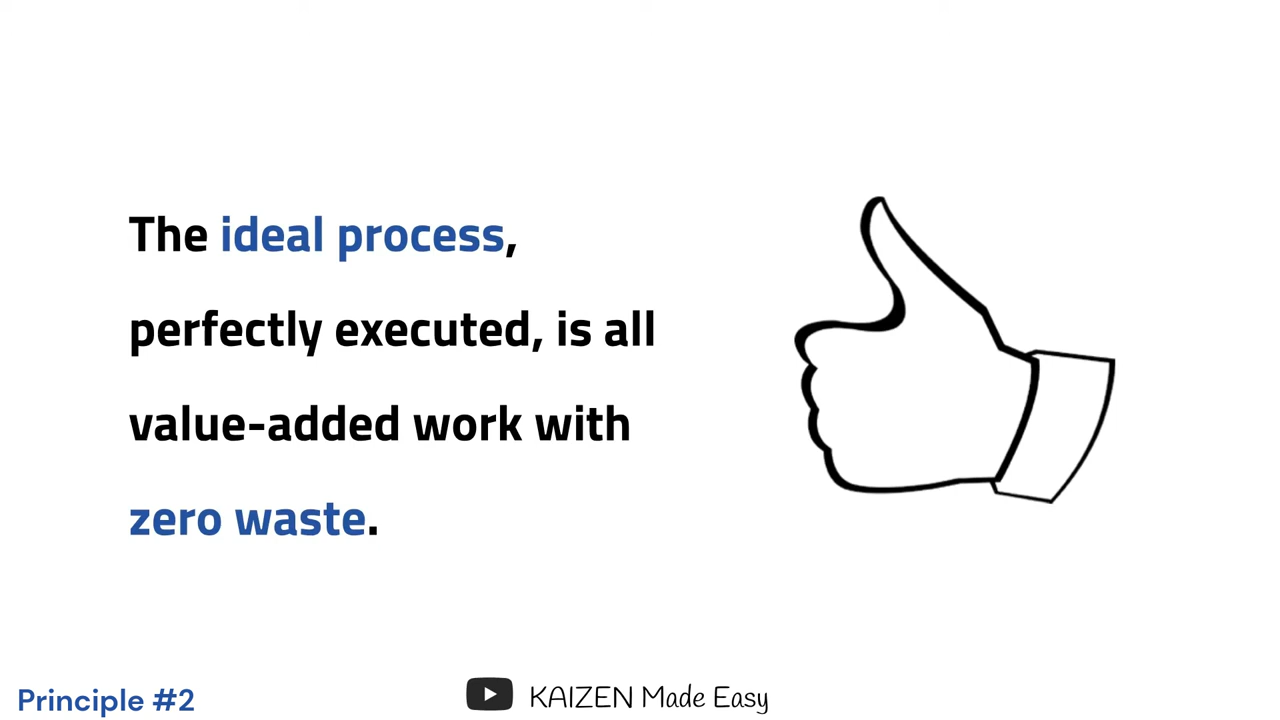 The ideal process,
perfectly executed, is all
value-added work with
zero waste.
Principle #2
KAIZEN Made Easy